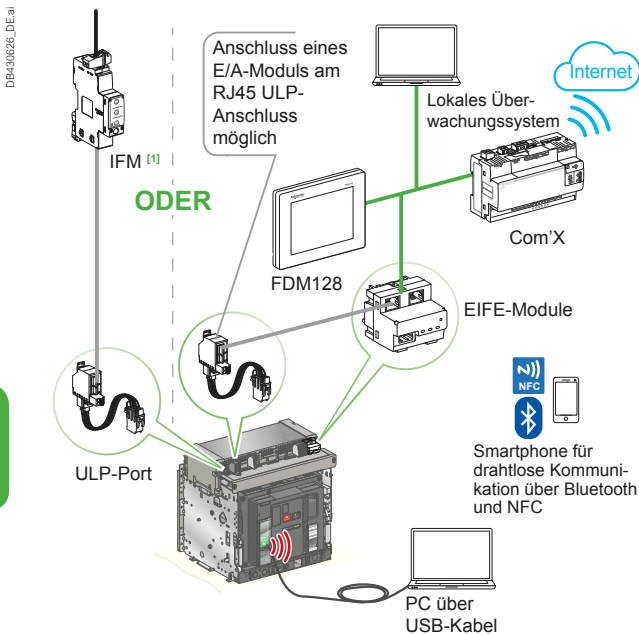 DB430626_DE.ai
Anschluss eines
E/A-Moduls am
RJ45 ULP-
Anschluss
möglich
Internet
Lokales Über-
wachungssystem
IFM [1]
ODER
Com'X
FDM128
EIFE-Module
NFC
ULP-Port
Smartphone für
drahtlose Kommuni-
kation über Bluetooth
und NFC
PC über
USB-Kabel